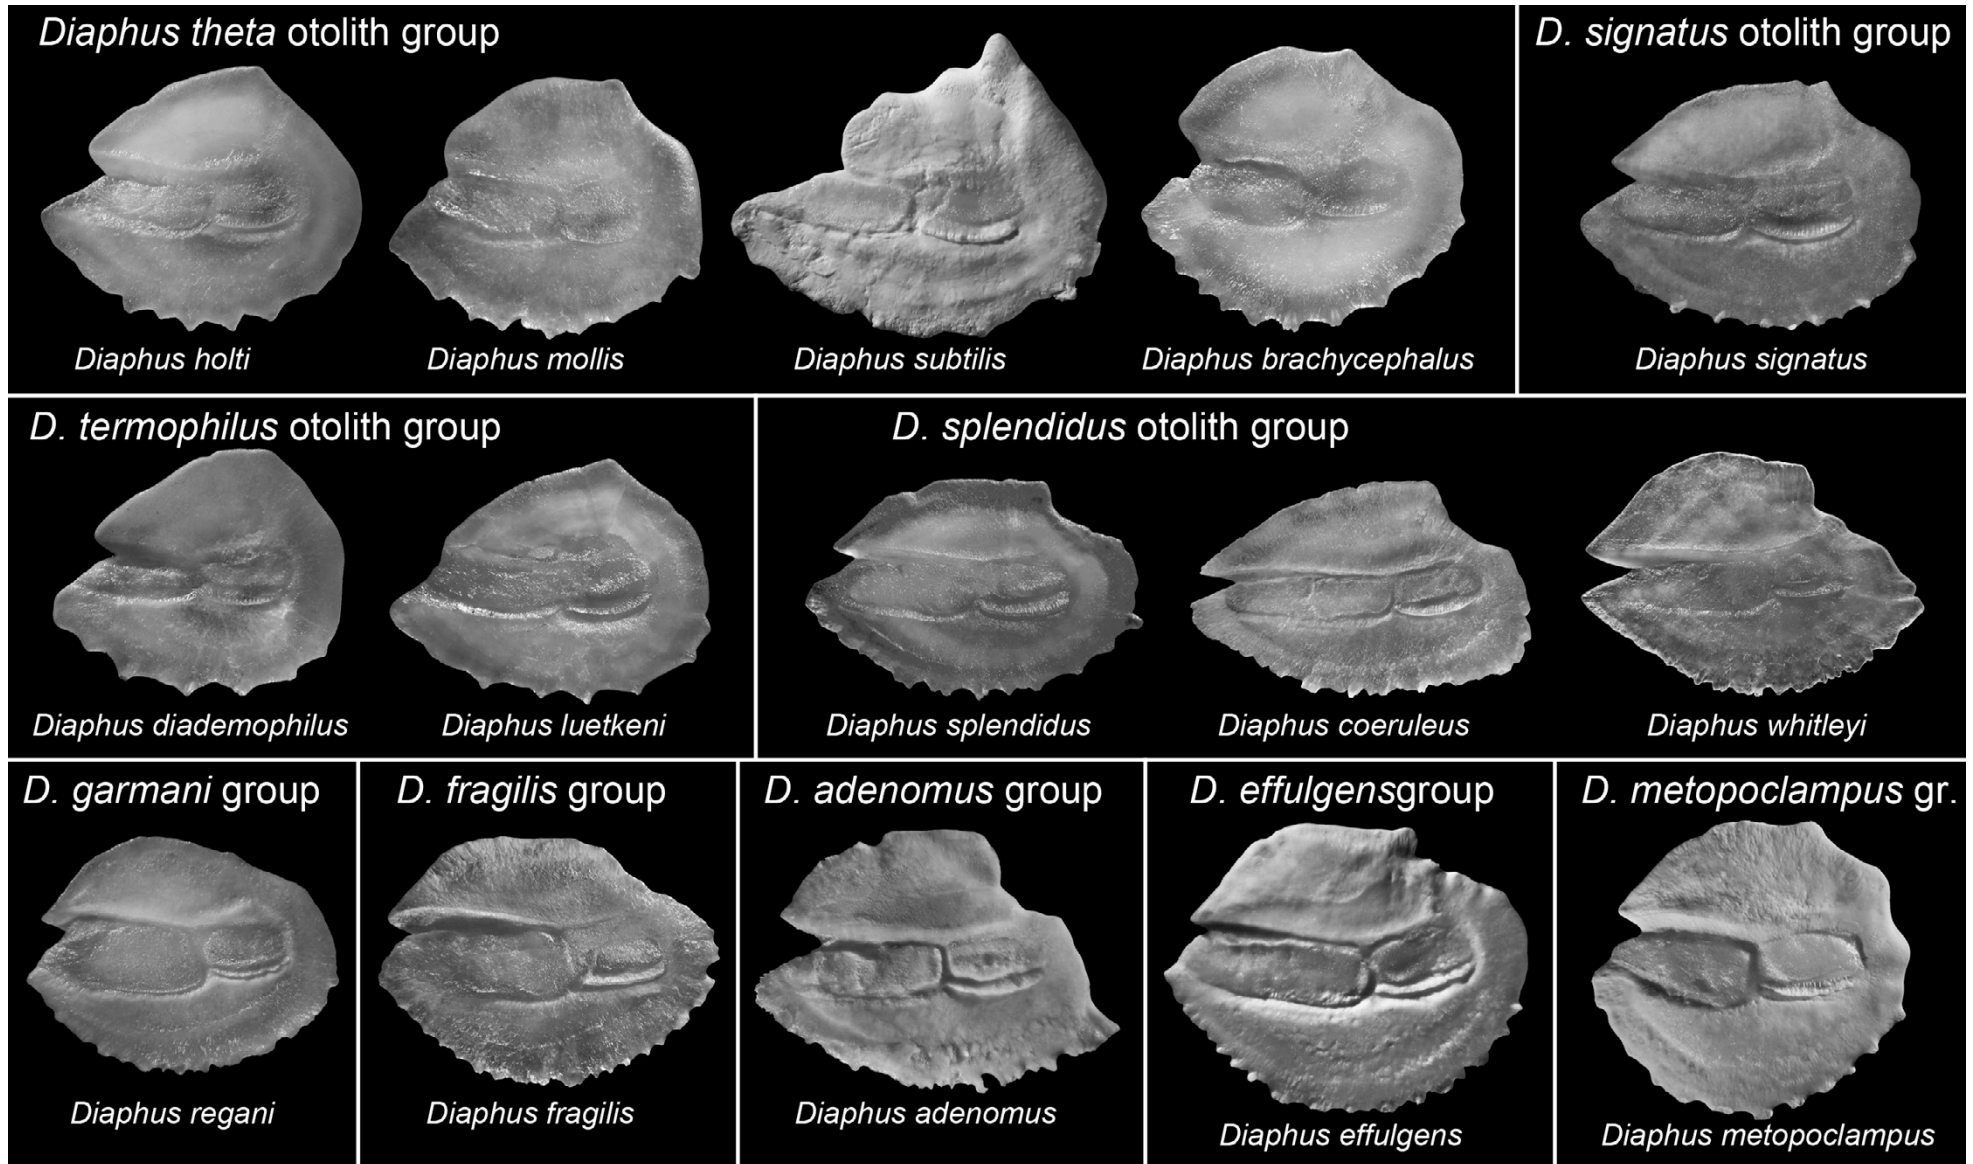 Diaphus theta otolith group
D. signatus otolith group
Diaphus holti
Diaphus mollis
Diaphus subtilis
Diaphus brachycephalus
Diaphus signatus
D. termophilus otolith group
D. splendidus otolith group
Diaphus diademophilus
Diaphus luetkeni
Diaphus splendidus
Diaphus coeruleus
Diaphus whitleyi
D. garmani group
D. fragilis group
D. adenomus group
D. effulgensgroup
D. metopoclampus gr.
Diaphus regani
Diaphus fragilis
Diaphus adenomus
Diaphus effulgens
Diaphus metopoclampus